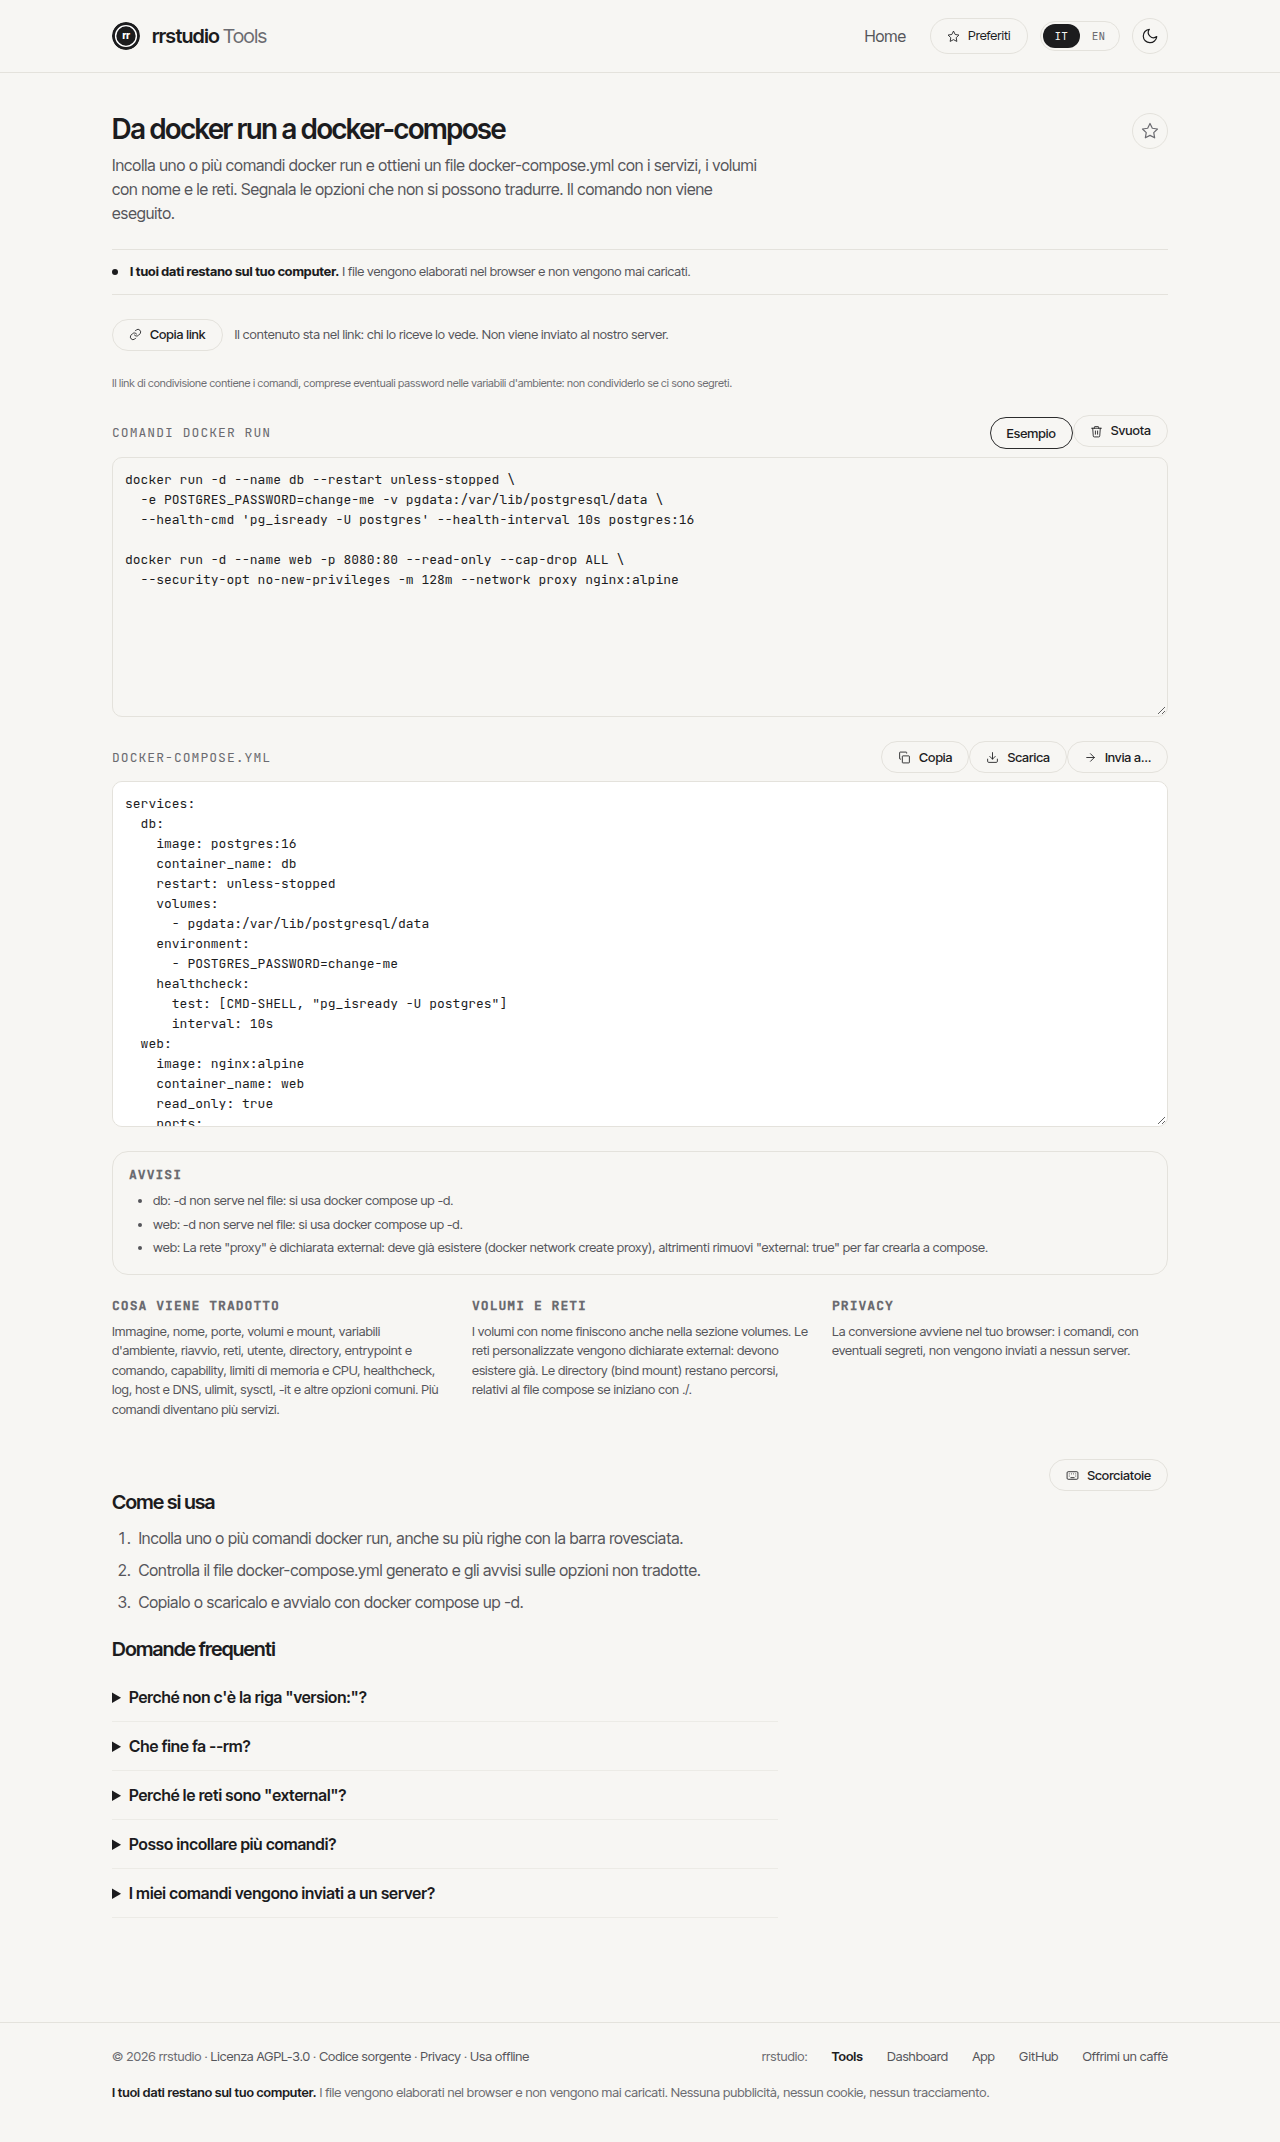 rr rrstudio Tools
Home
Preferiti
IT EN
Da docker run a docker-compose
Incolla uno o più comandi docker run e ottieni un file docker-compose.yml con i servizi, i volumi
con nome e le reti. Segnala le opzioni che non si possono tradurre. Il comando non viene
eseguito.
I tuoi dati restano sul tuo computer. I file vengono elaborati nel browser e non vengono mai caricati.
Copia link
Il contenuto sta nel link: chi lo riceve lo vede. Non viene inviato al nostro server.
Il link di condivisione contiene i comandi, comprese eventuali password nelle variabili d'ambiente: non condividerlo se ci sono segreti.
COMANDI DOCKER RUN
Esempio
Svuota
docker run -d --name db --restart unless-stopped \
-e POSTGRES_PASSWORD=change-me -v pgdata:/var/lib/postgresql/data \
--health-cmd 'pg_isready -U postgres' --health-interval 10s postgres:16
docker run -d --name web -p 8080:80 --read-only --cap-drop ALL \
--security-opt no-new-privileges -m 128m --network proxy nginx:alpine
DOCKER-COMPOSE.YML
Copia
Scarica
Invia a...
services:
db:
image: postgres:16
container_name: db
restart: unless-stopped
volumes:
- pgdata:/var/lib/postgresql/data
environment:
- POSTGRES_PASSWORD=change-me
healthcheck:
test: [CMD-SHELL, "pg_isready -U postgres"]
interval: 10s
web:
image: nginx:alpine
container_name: web
read_only: true
ports:
AVVISI
db: -d non serve nel file: si usa docker compose up -d.
web: -d non serve nel file: si usa docker compose up -d.
web: La rete "proxy" è dichiarata external: deve già esistere (docker network create proxy), altrimenti rimuovi "external: true" per far crearla a compose.
COSA VIENE TRADOTTO
Immagine, nome, porte, volumi e mount, variabili
d'ambiente, riavvio, reti, utente, directory, entrypoint e
comando, capability, limiti di memoria e CPU, healthcheck,
log, host e DNS, ulimit, sysctl, -it e altre opzioni comuni. Più
comandi diventano più servizi.
VOLUMI E RETI
I volumi con nome finiscono anche nella sezione volumes. Le
reti personalizzate vengono dichiarate external: devono
esistere già. Le directory (bind mount) restano percorsi,
relativi al file compose se iniziano con ./.
PRIVACY
La conversione avviene nel tuo browser: i comandi, con
eventuali segreti, non vengono inviati a nessun server.
Scorciatoie
Come si usa
1. Incolla uno o più comandi docker run, anche su più righe con la barra rovesciata.
2. Controlla il file docker-compose.yml generato e gli avvisi sulle opzioni non tradotte.
3. Copialo o scaricalo e avvialo con docker compose up -d.
Domande frequenti
Perché non c'è la riga "version:"?
Che fine fa --rm?
Perché le reti sono "external"?
Posso incollare più comandi?
I miei comandi vengono inviati a un server?
© 2026 rrstudio · Licenza AGPL-3.0 · Codice sorgente · Privacy · Usa offline
rrstudio: Tools Dashboard App GitHub Offrimi un caffè
I tuoi dati restano sul tuo computer. I file vengono elaborati nel browser e non vengono mai caricati. Nessuna pubblicità, nessun cookie, nessun tracciamento.